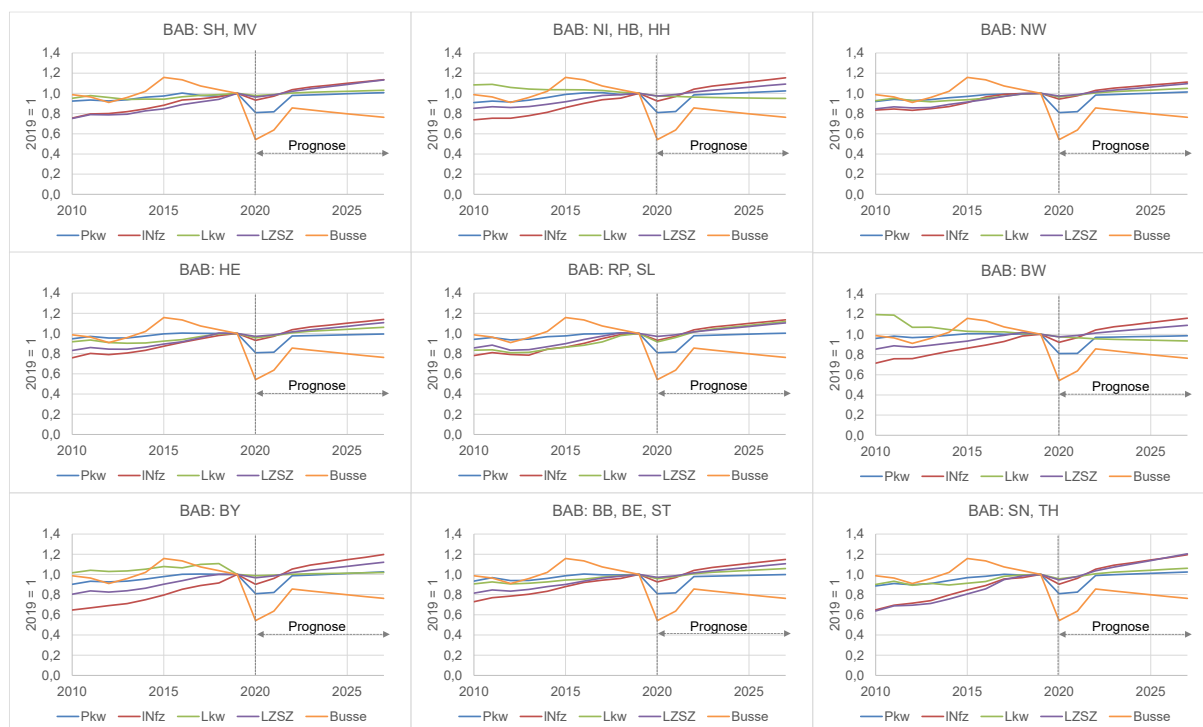 BAB: SH, MV
2019 = 1
1,4
1,2
1,0
0,8
0,6
0,4
0,2
0,0
Prognose
2010 2015 2020 2025
Pkw lNfz Lkw LZSZ Busse
BAB: NI, HB, HH
2019 = 1
1,4
1,2
1,0
0,8
0,6
0,4
0,2
0,0
Prognose
2010 2015 2020 2025
Pkw lNfz Lkw LZSZ Busse
BAB: NW
2019 = 1
1,4
1,2
1,0
0,8
0,6
0,4
0,2
0,0
Prognose
2010 2015 2020 2025
Pkw lNfz Lkw LZSZ Busse
BAB: HE
2019 = 1
1,4
1,2
1,0
0,8
0,6
0,4
0,2
0,0
Prognose
2010 2015 2020 2025
Pkw lNfz Lkw LZSZ Busse
BAB: RP, SL
2019 = 1
1,4
1,2
1,0
0,8
0,6
0,4
0,2
0,0
Prognose
2010 2015 2020 2025
Pkw lNfz Lkw LZSZ Busse
BAB: BW
2019 = 1
1,4
1,2
1,0
0,8
0,6
0,4
0,2
0,0
Prognose
2010 2015 2020 2025
Pkw lNfz Lkw LZSZ Busse
BAB: BY
2019 = 1
1,4
1,2
1,0
0,8
0,6
0,4
0,2
0,0
Prognose
2010 2015 2020 2025
Pkw lNfz Lkw LZSZ Busse
BAB: BB, BE, ST
2019 = 1
1,4
1,2
1,0
0,8
0,6
0,4
0,2
0,0
Prognose
2010 2015 2020 2025
Pkw lNfz Lkw LZSZ Busse
BAB: SN, TH
2019 = 1
1,4
1,2
1,0
0,8
0,6
0,4
0,2
0,0
Prognose
2010 2015 2020 2025
Pkw lNfz Lkw LZSZ Busse